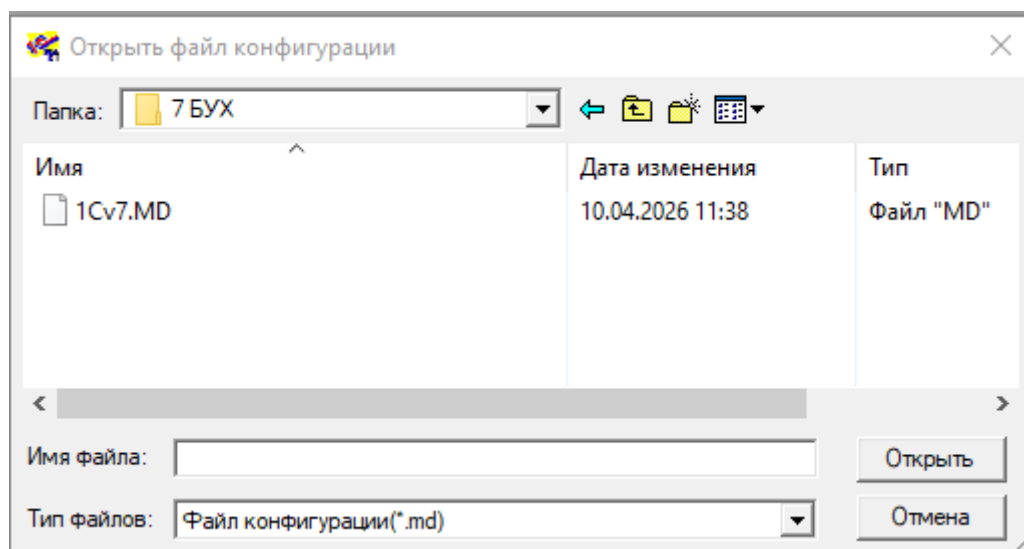 Открыть файл конфигурации
Папка: 7 БУХ
Имя Дата изменения Тип
1Cv7.MD 10.04.2026 11:38 Файл "MD"
Имя файла: Открыть
Тип файлов: Файл конфигурации(*.md) Отмена